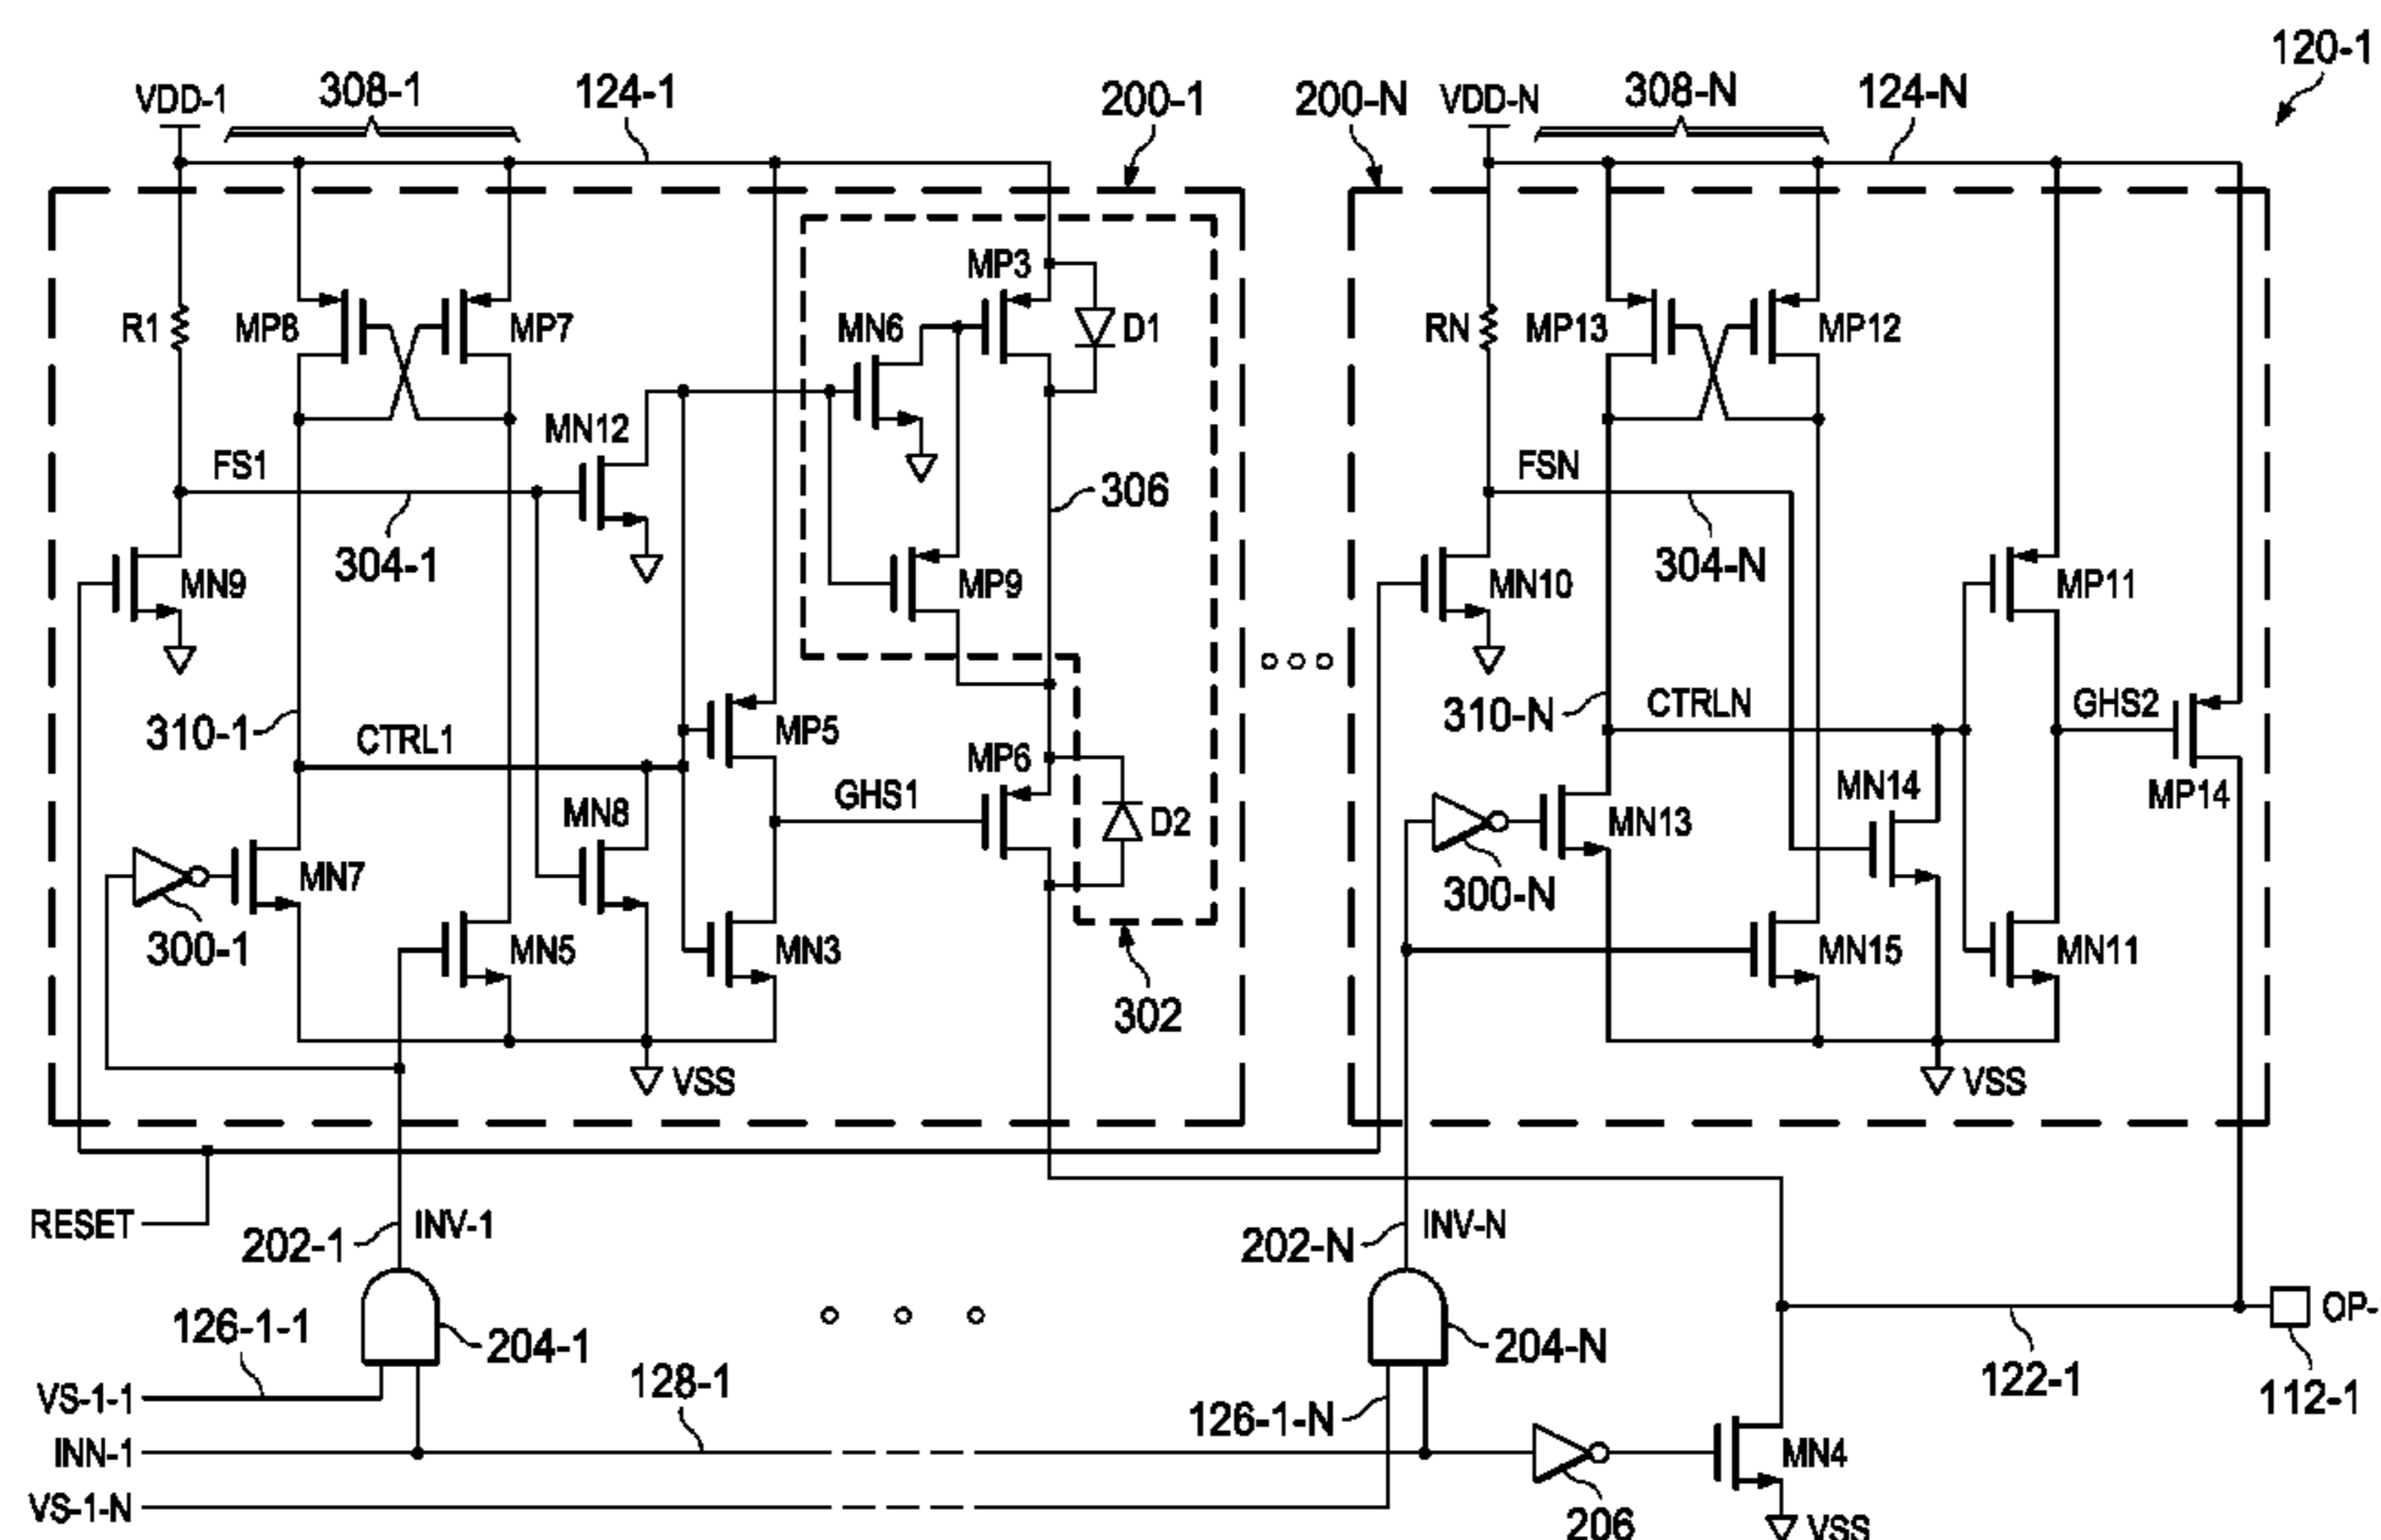 120-1
VDD-1 308-1 124-1 200-1 200-N VDD-N 308-N 124-N
R1 MP8 MP7 MN6 MP3 D1 RN MP13 MP12
FS1 MN12 306 FSN
MN9 304-1 MP9 MN10 304-N MP11
310-1 CTRL1 MP5 MP6 310-N CTRLN GHS2
MN8 GHS1 D2 MN13 MN14 MP14
MN7 300-1 MN5 MN3 300-N MN15 MN11
302
VSS VSS
RESET 202-1 INV-1 202-N INV-N
126-1-1 204-1 204-N OP-
VS-1-1 128-1 126-1-N 122-1 112-1
INN-1 MN4
VS-1-N 206 VSS